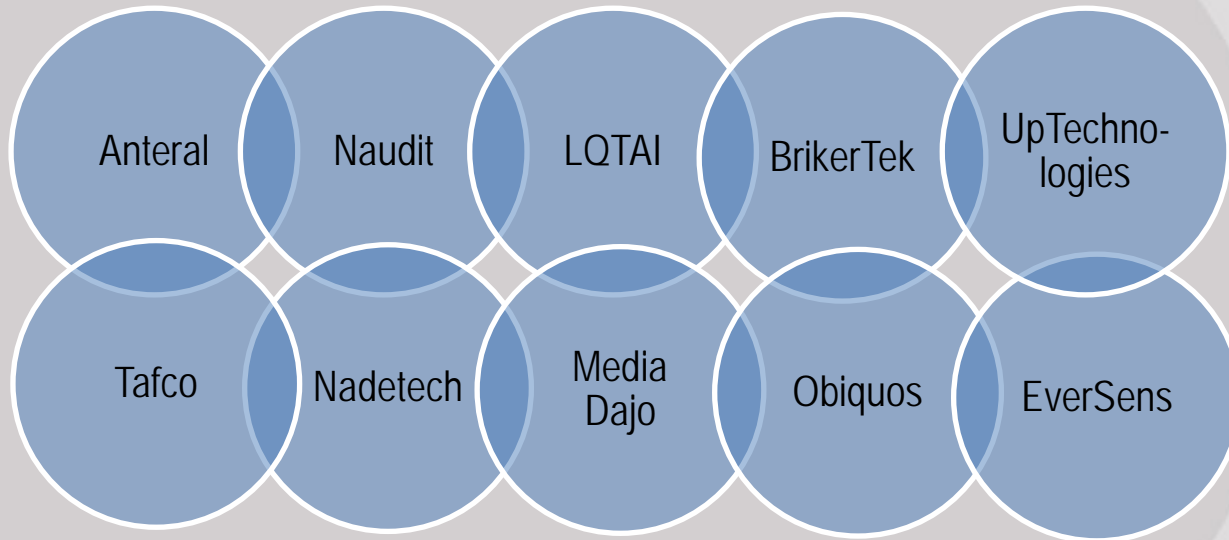 Anteral
Naudit
LQTAI
BrikerTek
UpTechno-
logies
Tafco
Nadetech
Media
Dajo
Obiquos
EverSens